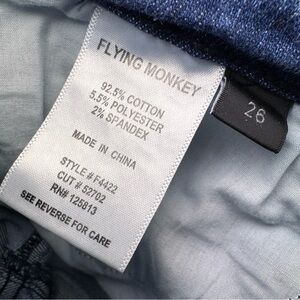 FLYING MONKEY
92.5% COTTON
5.5% POLYESTER
2% SPANDEX
MADE IN CHINA
STYLE # F4422
CUT # 52702
RN# 125813
SEE REVERSE FOR CARE
26